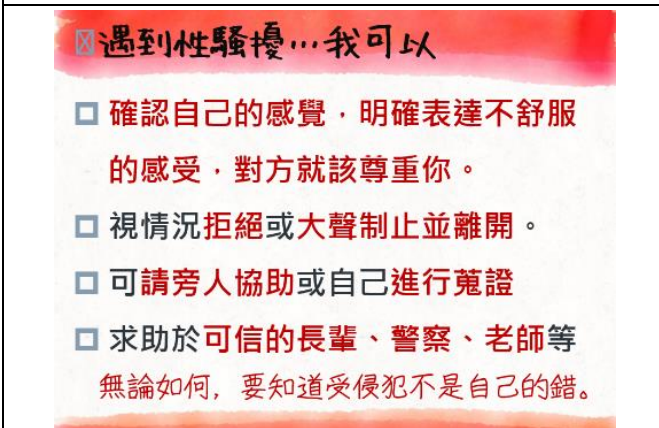 遇到性騷擾…我可以
□ 確認自己的感覺，明確表達不舒服
的感受，對方就該尊重你。
□ 視情況拒絕或大聲制止並離開。
□ 可請旁人協助或自己進行蒐證
□ 求助於可信的長輩、警察、老師等
無論如何，要知道受侵犯不是自己的錯。